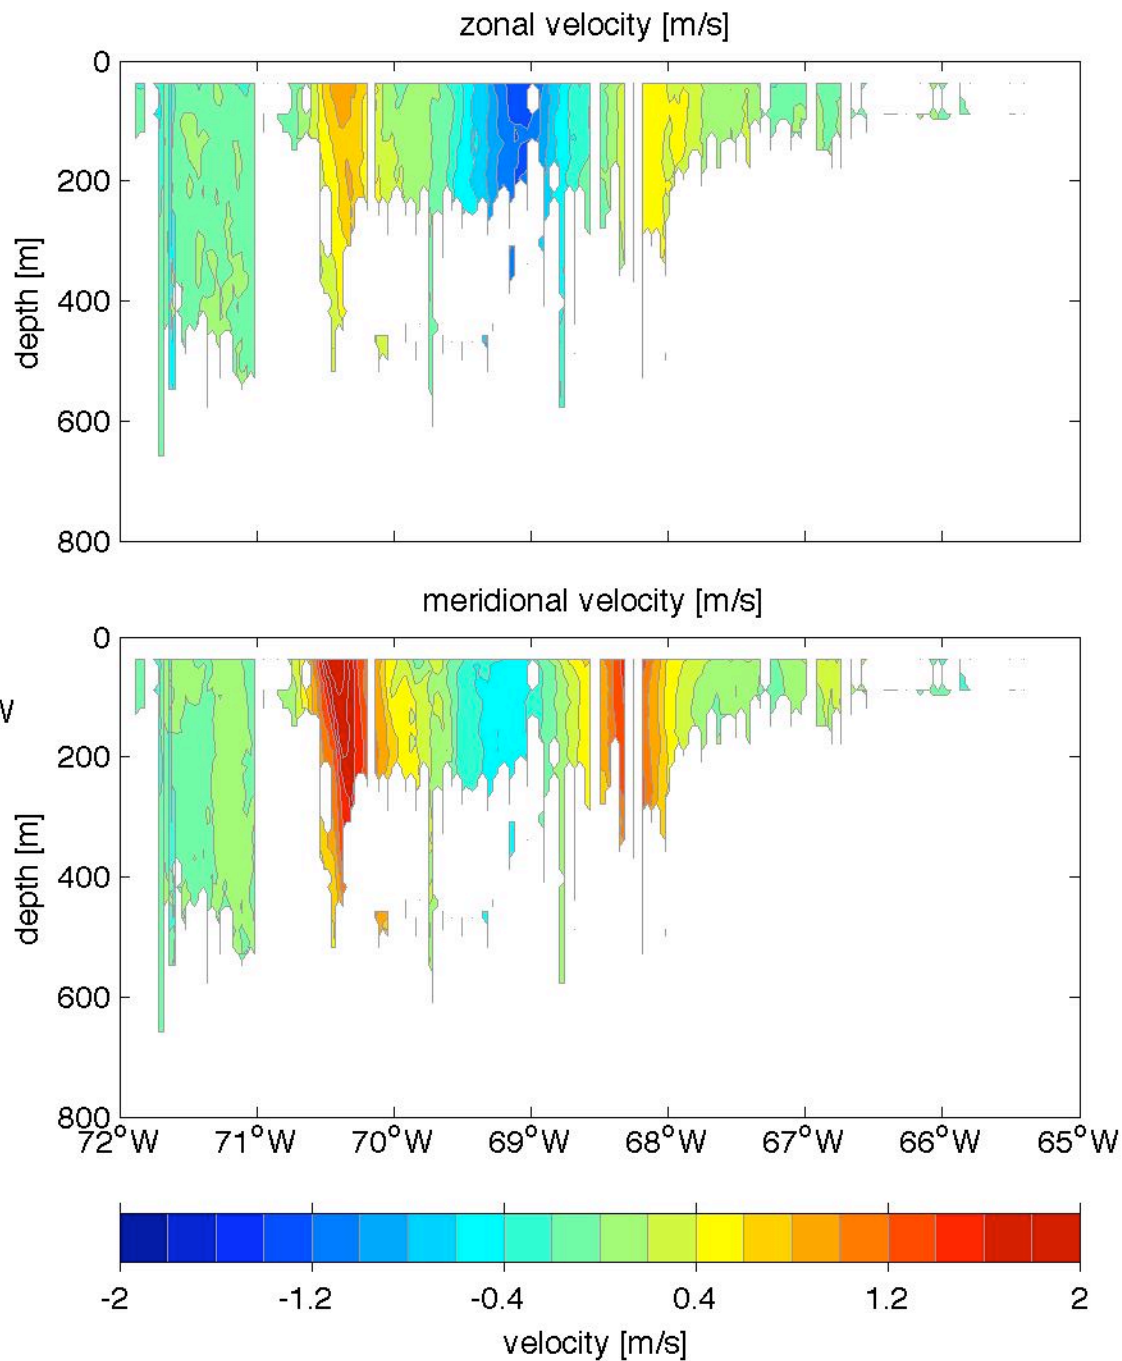 zonal velocity [m/s]
0
200
400
600
800
depth [m]
meridional velocity [m/s]
0
200
400
600
800
depth [m]
W
72°W 71°W 70°W 69°W 68°W 67°W 66°W 65°W
-2 -1.2 -0.4 0.4 1.2 2
velocity [m/s]